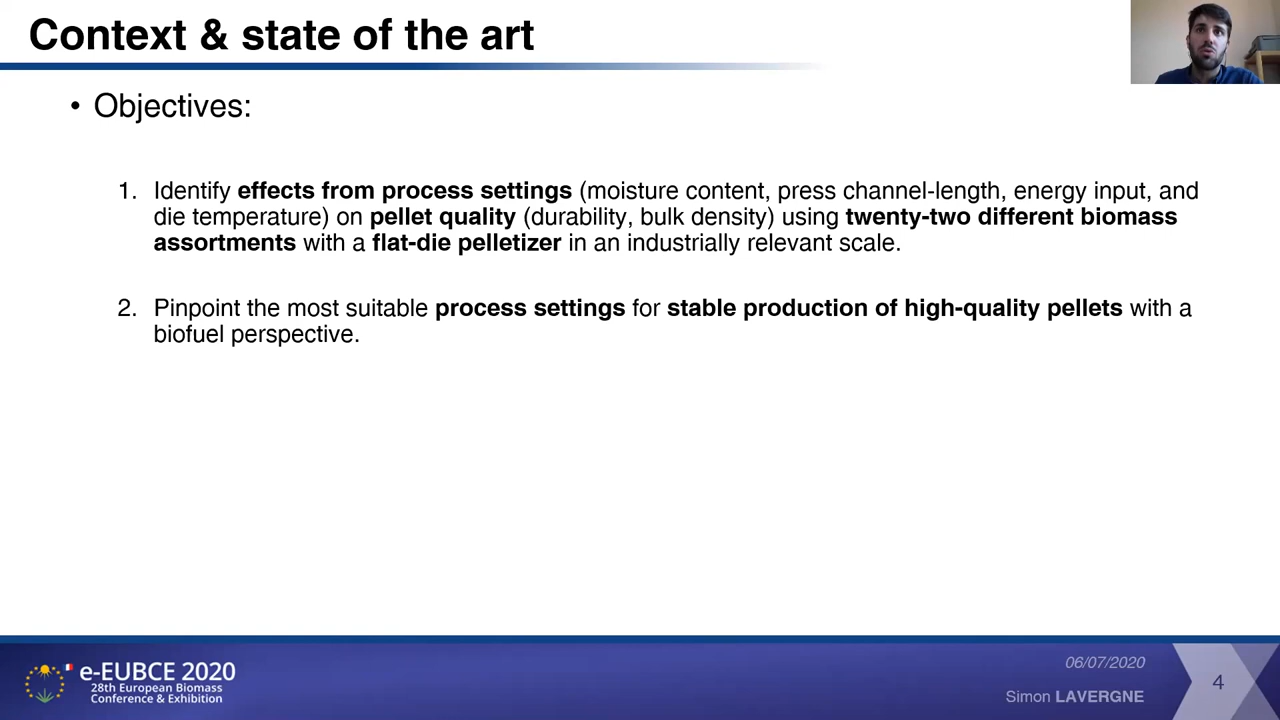 Context & state of the art
• Objectives:
1. Identify effects from process settings (moisture content, press channel-length, energy input, and
die temperature) on pellet quality (durability, bulk density) using twenty-two different biomass
assortments with a flat-die pelletizer in an industrially relevant scale.
2. Pinpoint the most suitable process settings for stable production of high-quality pellets with a
biofuel perspective.
e-EUBCE 2020
28th European Biomass
Conference & Exhibition
06/07/2020
Simon LAVERGNE
4